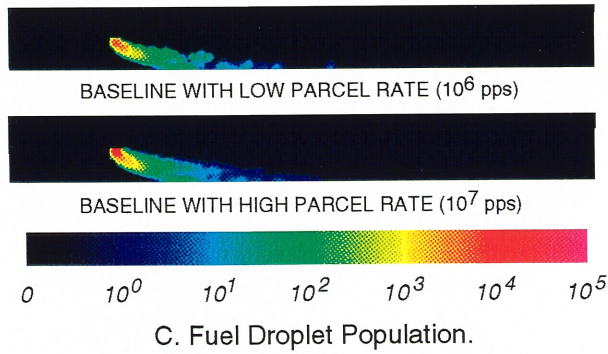 BASELINE WITH LOW PARCEL RATE (10⁶ pps)
BASELINE WITH HIGH PARCEL RATE (10⁷ pps)
0 10⁰ 10¹ 10² 10³ 10⁴ 10⁵
C. Fuel Droplet Population.